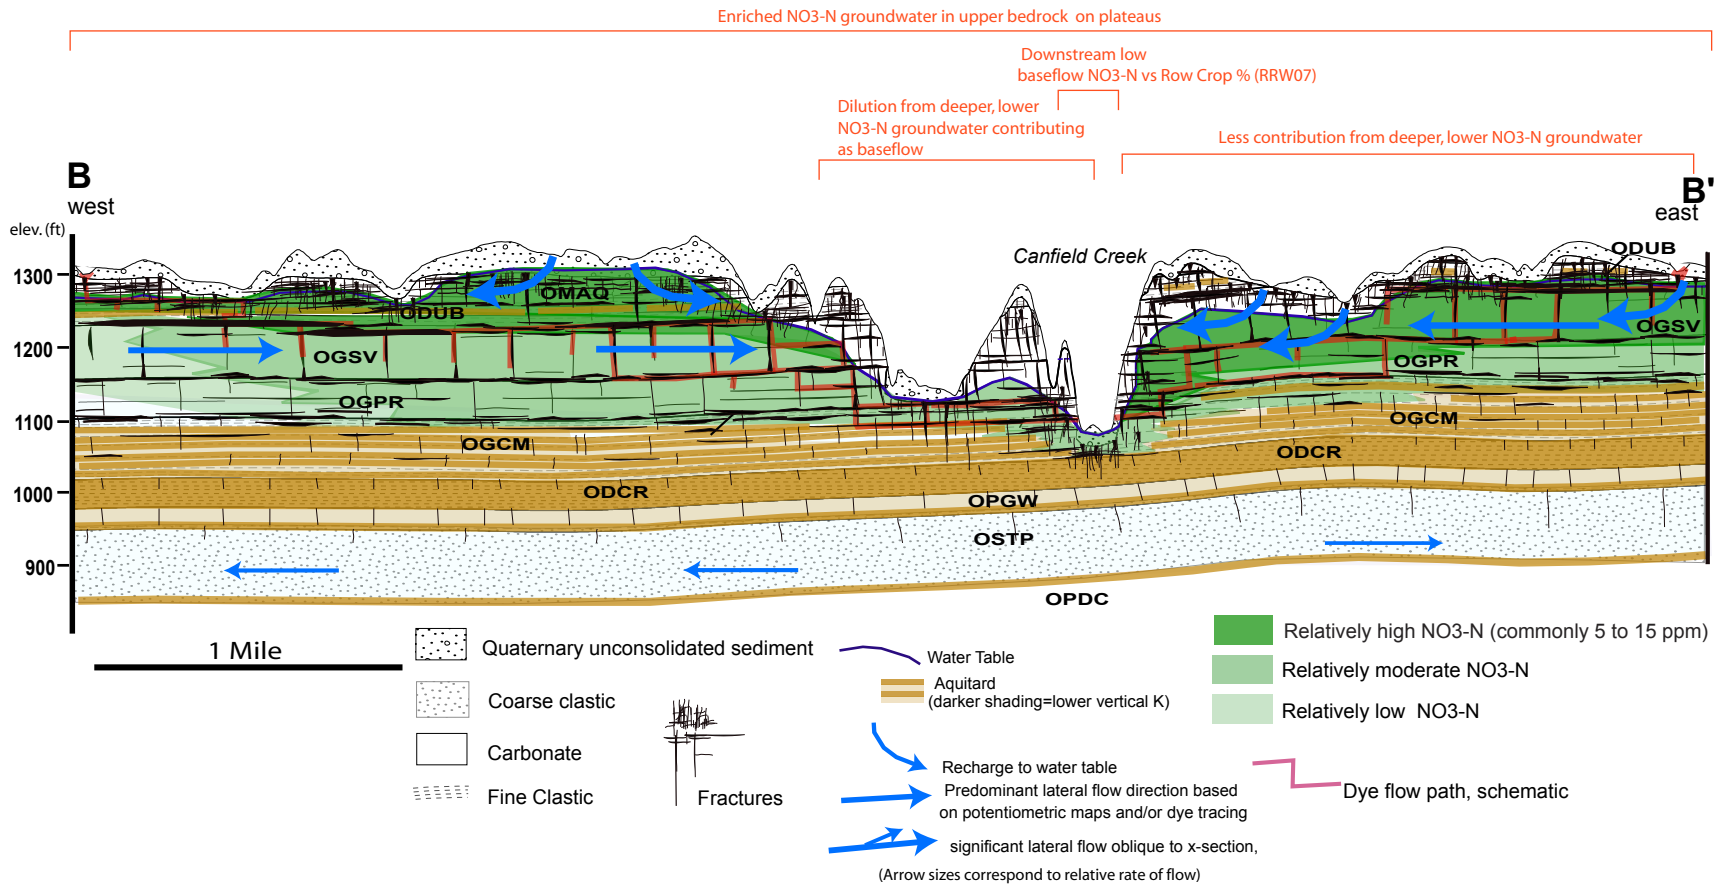 Enriched NO3-N groundwater in upper bedrock on plateaus
Downstream low
baseflow NO3-N vs Row Crop % (RRW07)
Dilution from deeper, lower
NO3-N groundwater contributing
as baseflow
Less contribution from deeper, lower NO3-N groundwater
B
west
B'
east
elev. (ft)
Canfield Creek
ODUB
1300
OMAQ
ODUB
OGSV
1200
OGSV
OGPR
OGPR
1100
OGCM
OGCM
ODCR
1000
ODCR
OPGW
OSTP
900
OPDC
1 Mile
Quaternary unconsolidated sediment
Coarse clastic
Carbonate
Fine Clastic
Fractures
Water Table
Aquitard
(darker shading=lower vertical K)
Recharge to water table
Predominant lateral flow direction based
on potentiometric maps and/or dye tracing
significant lateral flow oblique to x-section,
(Arrow sizes correspond to relative rate of flow)
Relatively high NO3-N (commonly 5 to 15 ppm)
Relatively moderate NO3-N
Relatively low NO3-N
Dye flow path, schematic